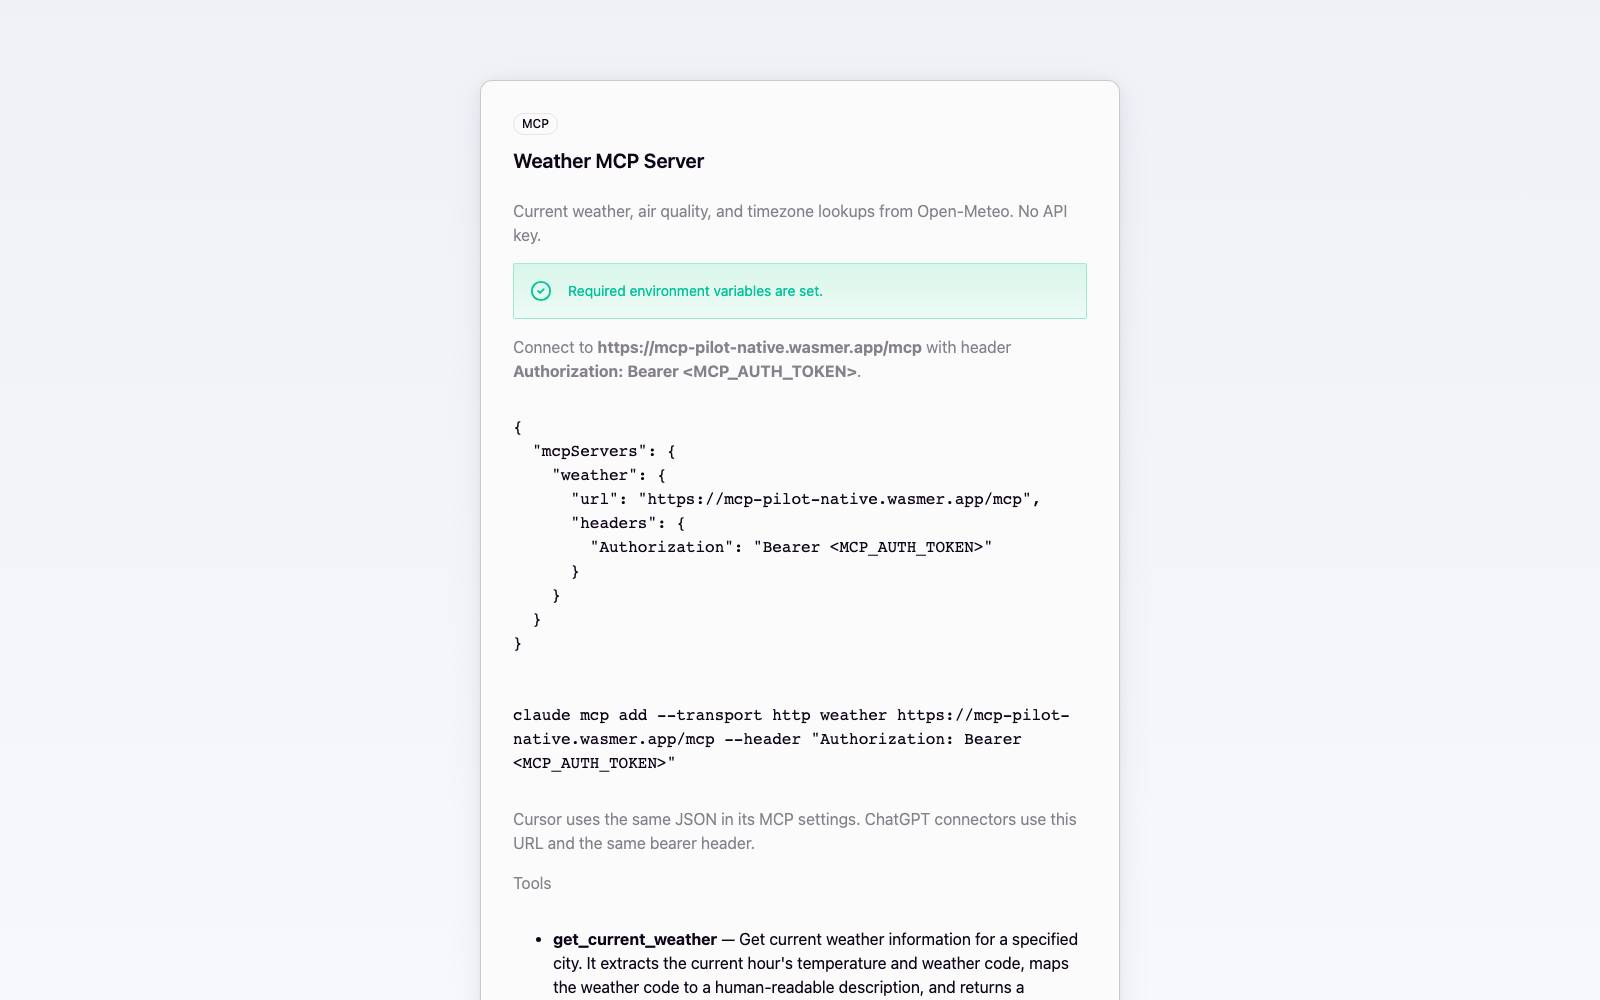 MCP
Weather MCP Server
Current weather, air quality, and timezone lookups from Open-Meteo. No API
key.
Required environment variables are set.
Connect to https://mcp-pilot-native.wasmer.app/mcp with header
Authorization: Bearer <MCP_AUTH_TOKEN>.
{
  "mcpServers": {
    "weather": {
      "url": "https://mcp-pilot-native.wasmer.app/mcp",
      "headers": {
        "Authorization": "Bearer <MCP_AUTH_TOKEN>"
      }
    }
  }
}
claude mcp add --transport http weather https://mcp-pilot-
native.wasmer.app/mcp --header "Authorization: Bearer
<MCP_AUTH_TOKEN>"
Cursor uses the same JSON in its MCP settings. ChatGPT connectors use this
URL and the same bearer header.
Tools
• get_current_weather — Get current weather information for a specified
city. It extracts the current hour's temperature and weather code, maps
the weather code to a human-readable description, and returns a